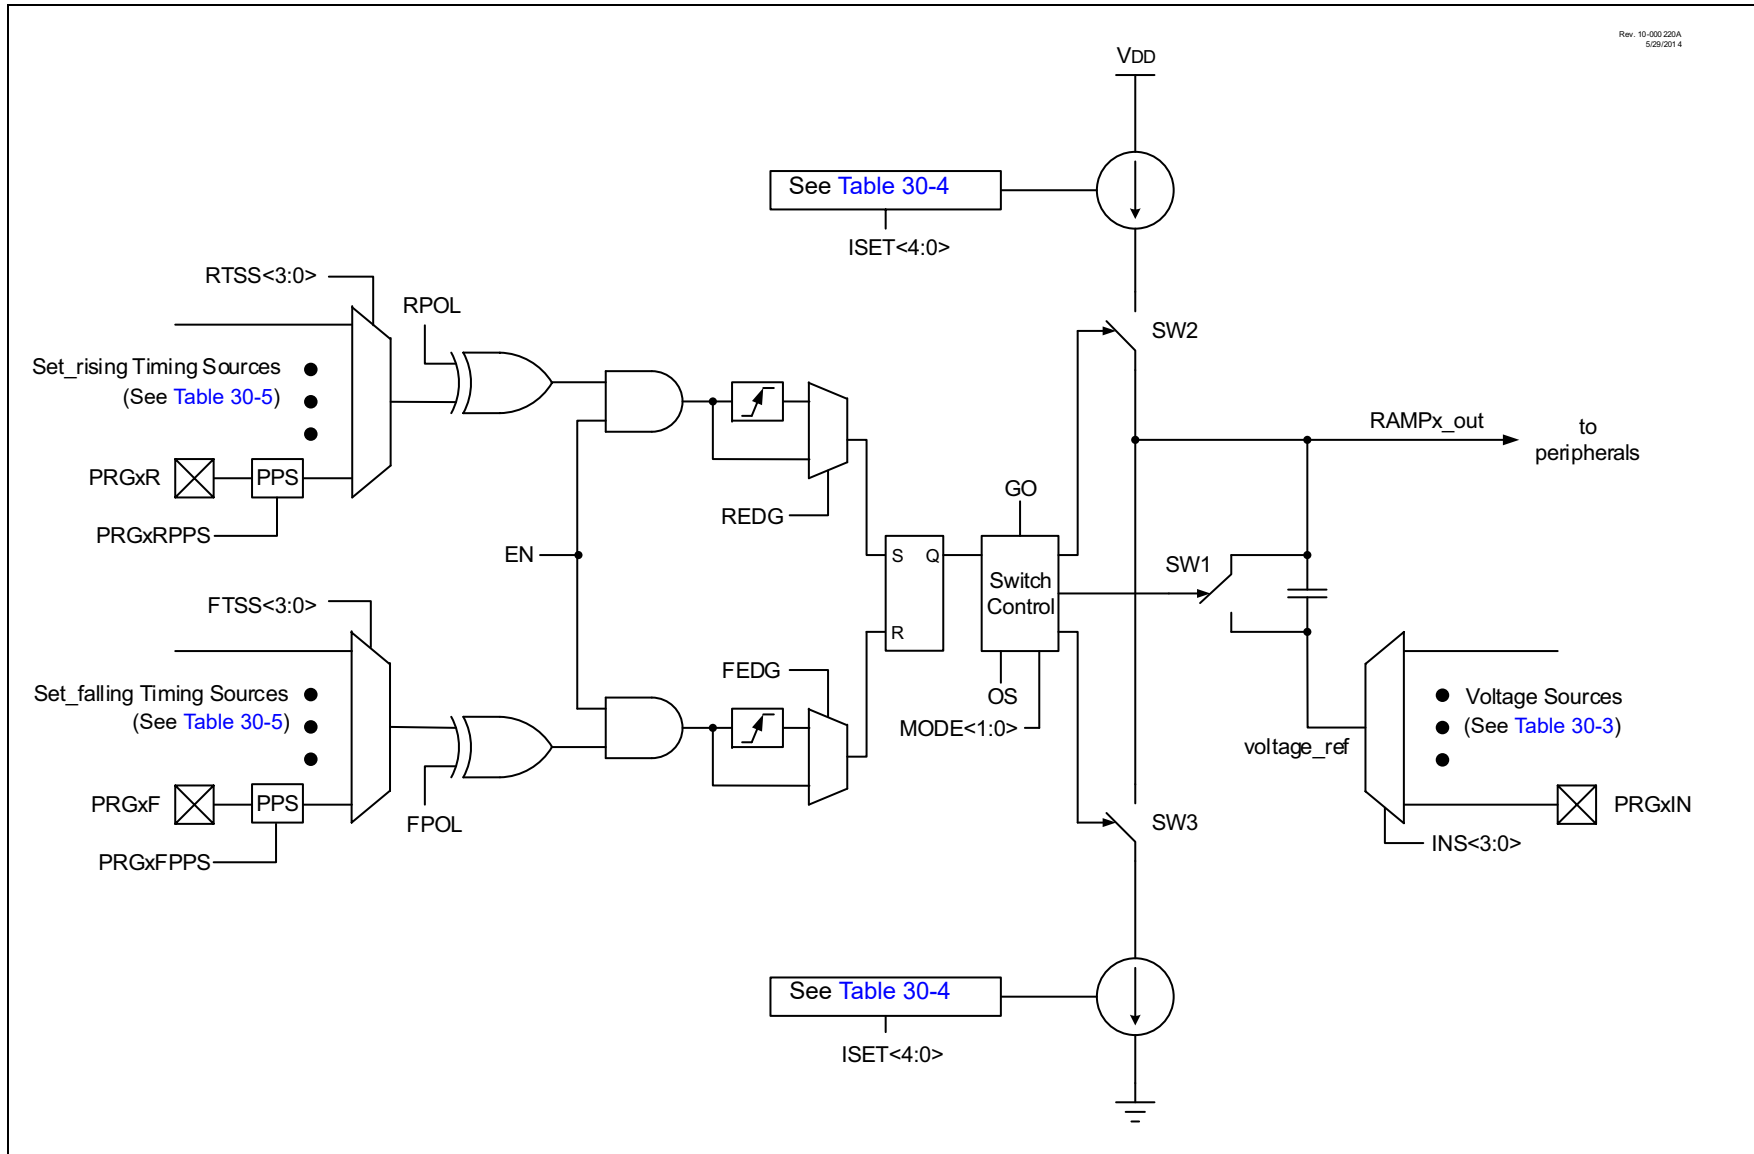 Rev. 10-000220A
5/29/2014
VDD
See Table 30-4
ISET<4:0>
RTSS<3:0>
RPOL
SW2
Set_rising Timing Sources
(See Table 30-5)
RAMPx_out
to
peripherals
PRGxR
PPS
PRGxRPPS
REDG
GO
EN
S
Q
R
Switch
Control
SW1
FTSS<3:0>
FEDG
OS
MODE<1:0>
Set_falling Timing Sources
(See Table 30-5)
voltage_ref
Voltage Sources
(See Table 30-3)
PRGxF
PPS
FPOL
SW3
PRGxIN
PRGxFPPS
INS<3:0>
See Table 30-4
ISET<4:0>